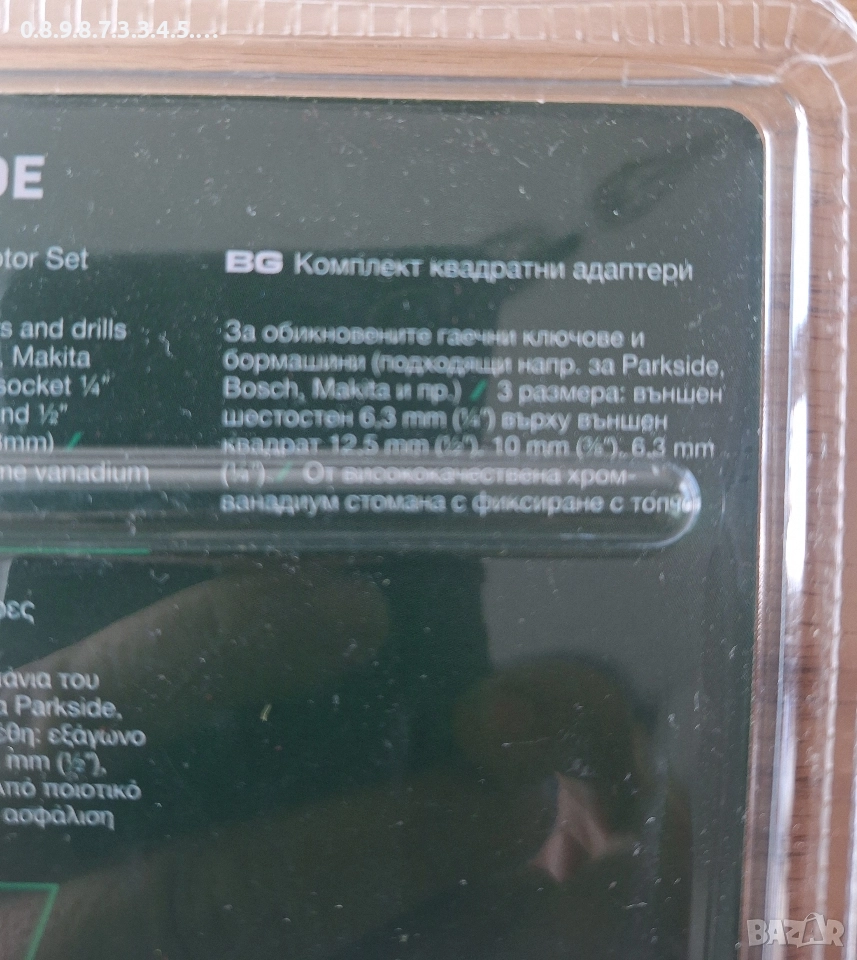 0.8.9.8.7.3.3.4.5....
DE
tor Set
s and drills
Makita
socket ¼"
nd ½"
3mm) /
me vanadium
BG Комплект квадратни адаптери
За обикновените гаечни ключове и
бормашини (подходящи напр. за Parkside,
Bosch, Makita и пр.) / 3 размера: външен
шестостен 6,3 mm (¼") върху външен
квадрат 12,5 mm (½"), 10 mm (⅜"), 6,3 mm
(¼") / От висококачествена хром-
ванадиум стомана с фиксиране с топче
ρες
άνια του
α Parkside,
έθη: εξάγωνο
mm (½"),
Από ποιοτικό
ασφάλιση
BAZAR